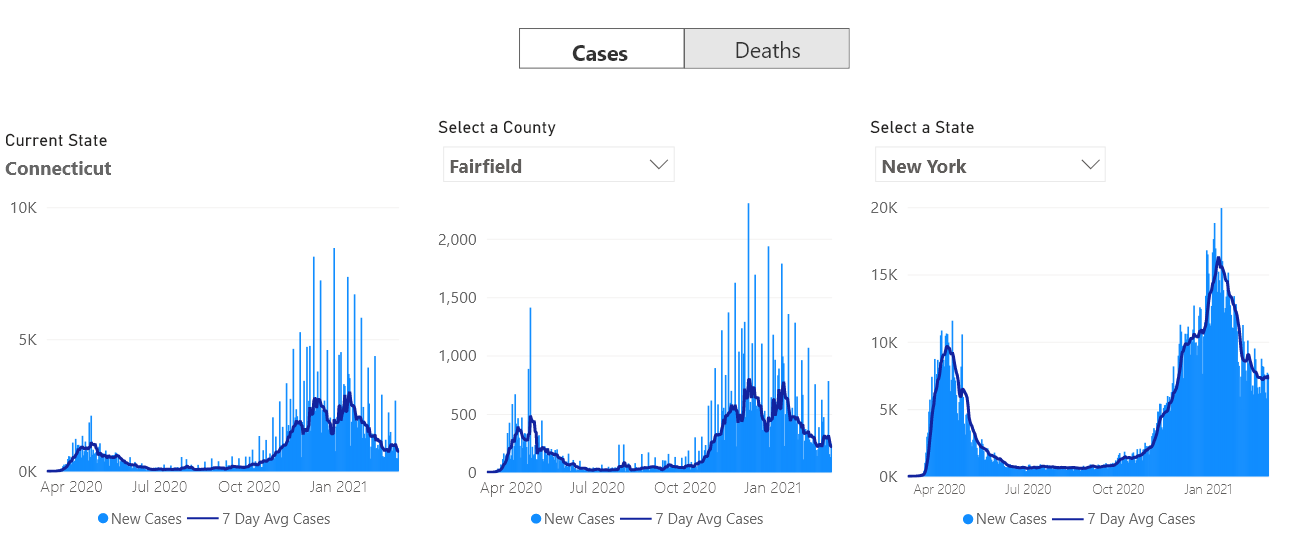 Cases
Deaths
Current State
Connecticut
10K
5K
0K
Apr 2020 Jul 2020 Oct 2020 Jan 2021
New Cases 7 Day Avg Cases
Select a County
Fairfield
2,000
1,500
1,000
500
0
Apr 2020 Jul 2020 Oct 2020 Jan 2021
New Cases 7 Day Avg Cases
Select a State
New York
20K
15K
10K
5K
0K
Apr 2020 Jul 2020 Oct 2020 Jan 2021
New Cases 7 Day Avg Cases